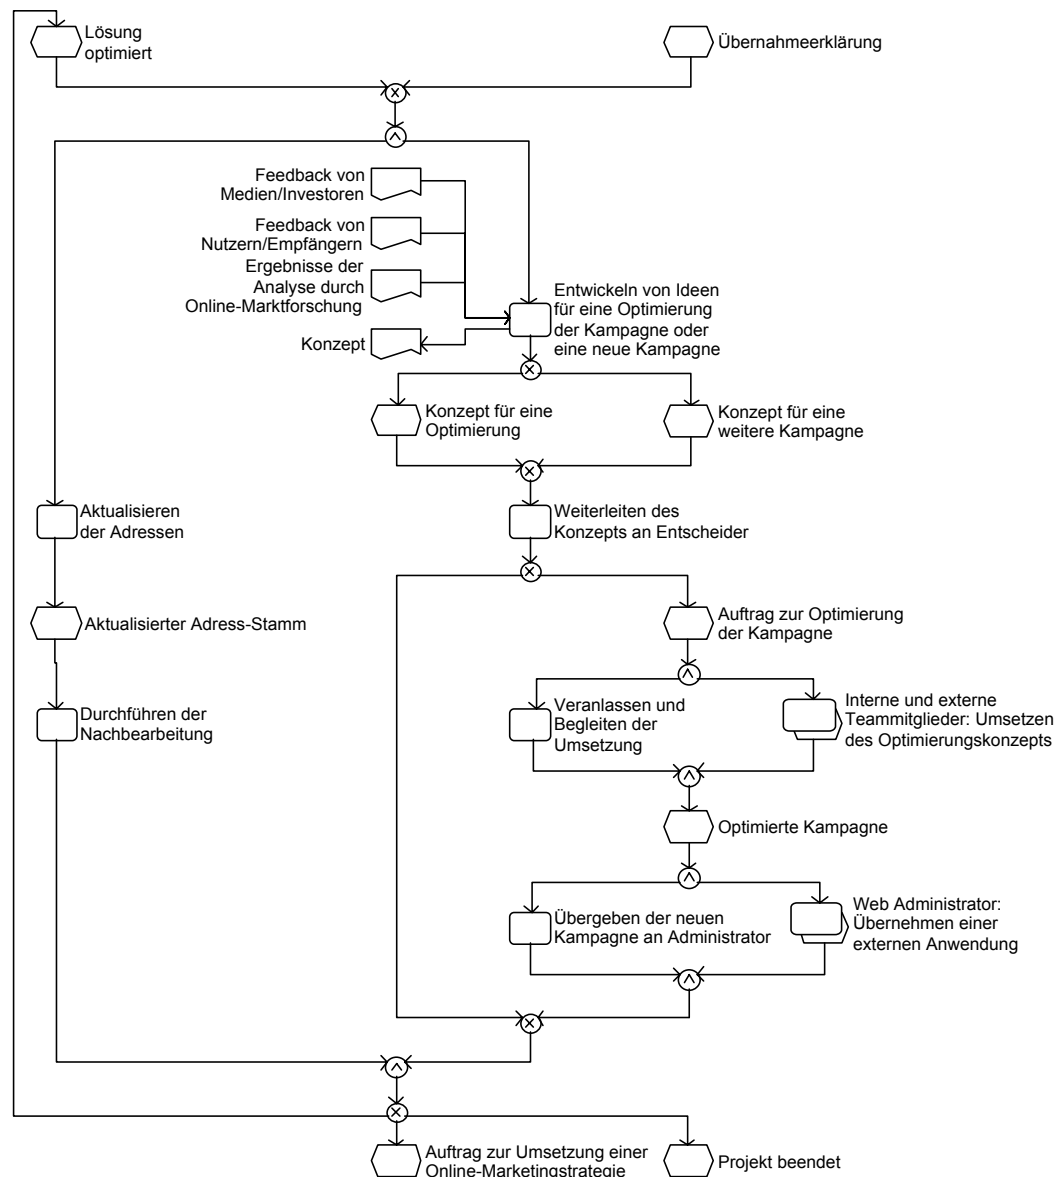 Lösung
optimiert
Übernahmeerklärung
Feedback von
Medien/Investoren
Feedback von
Nutzern/Empfängern
Ergebnisse der
Analyse durch
Online-Marktforschung
Konzept
Entwickeln von Ideen
für eine Optimierung
der Kampagne oder
eine neue Kampagne
Konzept für eine
Optimierung
Konzept für eine
weitere Kampagne
Aktualisieren
der Adressen
Weiterleiten des
Konzepts an Entscheider
Aktualisierter Adress-Stamm
Auftrag zur Optimierung
der Kampagne
Durchführen der
Nachbearbeitung
Veranlassen und
Begleiten der
Umsetzung
Interne und externe
Teammitglieder: Umsetzen
des Optimierungskonzepts
Optimierte Kampagne
Übergeben der neuen
Kampagne an Administrator
Web Administrator:
Übernehmen einer
externen Anwendung
Auftrag zur Umsetzung einer
Online-Marketingstrategie
Projekt beendet